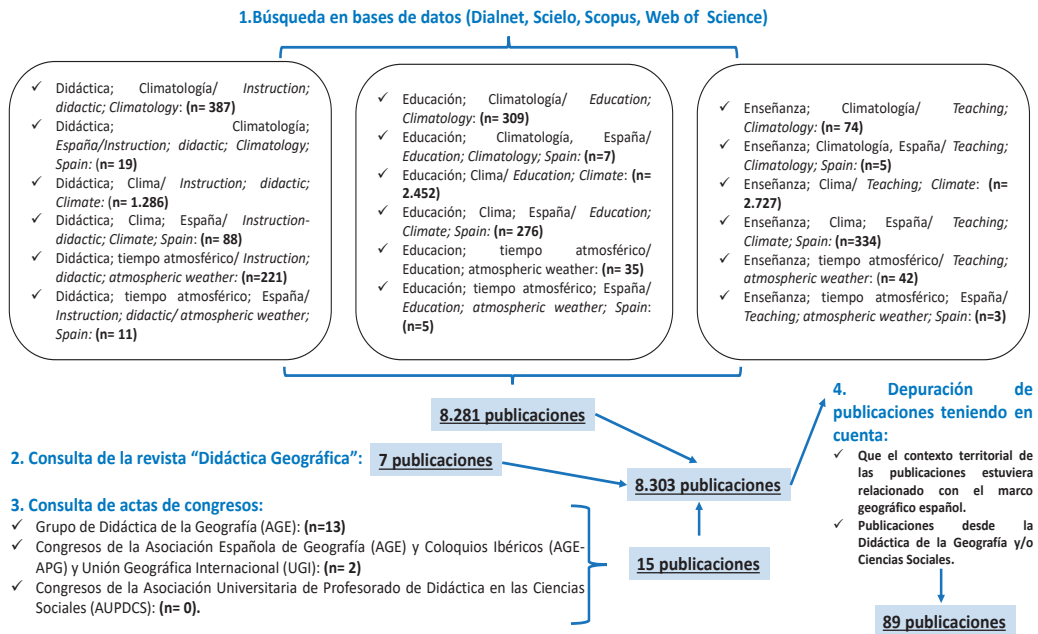 1.Búsqueda en bases de datos (Dialnet, Scielo, Scopus, Web of Science)
✓ Didáctica; Climatología/ Instruction;
didactic; Climatology: (n= 387)
✓ Didáctica; Climatología;
España/Instruction; didactic; Climatology;
Spain: (n= 19)
✓ Didáctica; Clima/ Instruction; didactic;
Climate: (n= 1.286)
✓ Didáctica; Clima; España/ Instruction-
didactic; Climate; Spain: (n= 88)
✓ Didáctica; tiempo atmosférico/ Instruction;
didactic; atmospheric weather: (n=221)
✓ Didáctica; tiempo atmosférico; España/
Instruction; didactic/ atmospheric weather;
Spain: (n= 11)
✓ Educación; Climatología/ Education;
Climatology: (n= 309)
✓ Educación; Climatología, España/
Education; Climatology; Spain: (n=7)
✓ Educación; Clima/ Education; Climate: (n=
2.452)
✓ Educación; Clima; España/ Education;
Climate; Spain: (n= 276)
✓ Educacion; tiempo atmosférico/
Education; atmospheric weather: (n= 35)
✓ Educación; tiempo atmosférico; España/
Education; atmospheric weather; Spain:
(n=5)
✓ Enseñanza; Climatología/ Teaching;
Climatology: (n= 74)
✓ Enseñanza; Climatología, España/ Teaching;
Climatology; Spain: (n=5)
✓ Enseñanza; Clima/ Teaching; Climate: (n=
2.727)
✓ Enseñanza; Clima; España/ Teaching;
Climate; Spain: (n=334)
✓ Enseñanza; tiempo atmosférico/ Teaching;
atmospheric weather: (n= 42)
✓ Enseñanza; tiempo atmosférico; España/
Teaching; atmospheric weather; Spain: (n=3)
8.281 publicaciones
2. Consulta de la revista “Didáctica Geográfica”: 7 publicaciones
8.303 publicaciones
3. Consulta de actas de congresos:
✓ Grupo de Didáctica de la Geografía (AGE): (n=13)
✓ Congresos de la Asociación Española de Geografía (AGE) y Coloquios Ibéricos (AGE-
APG) y Unión Geográfica Internacional (UGI): (n= 2)
✓ Congresos de la Asociación Universitaria de Profesorado de Didáctica en las Ciencias
Sociales (AUPDCS): (n= 0).
15 publicaciones
4. Depuración de
publicaciones teniendo en
cuenta:
✓ Que el contexto territorial de
las publicaciones estuviera
relacionado con el marco
geográfico español.
✓ Publicaciones desde la
Didáctica de la Geografía y/o
Ciencias Sociales.
89 publicaciones